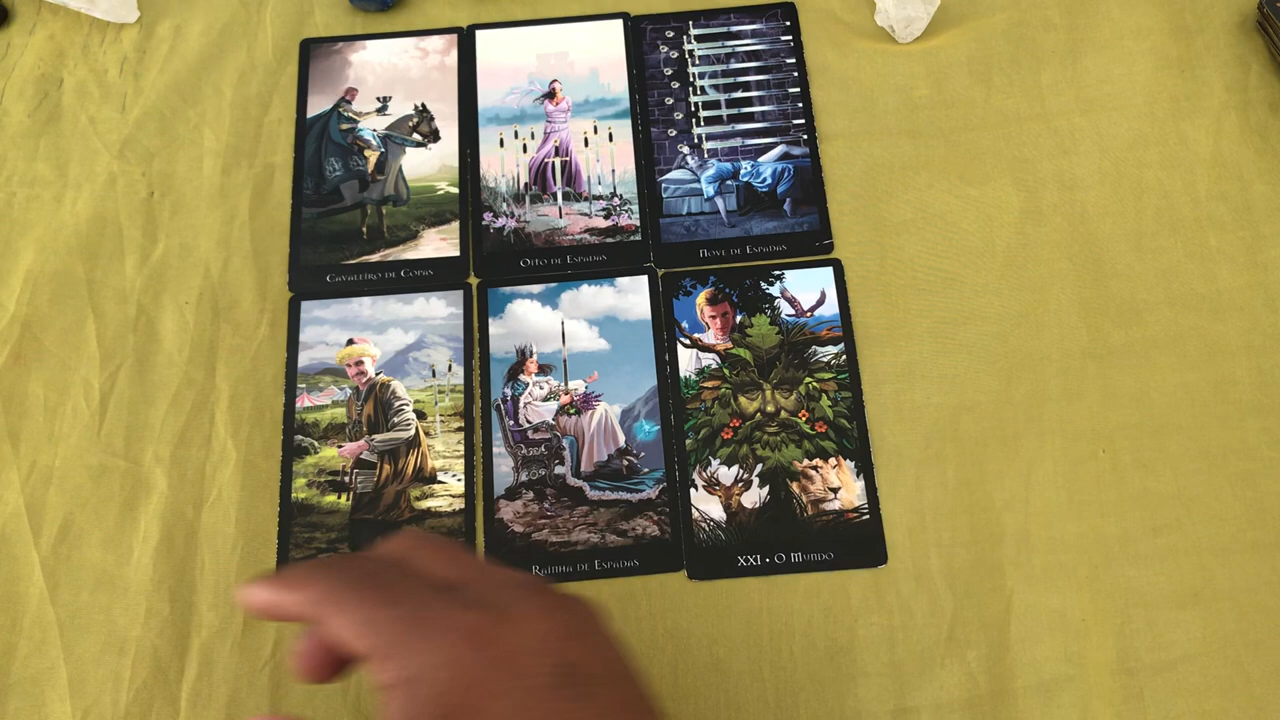 Cavaleiro de Copas
Oito de Espadas
Nove de Espadas
Rainha de Espadas
XXI • O Mundo